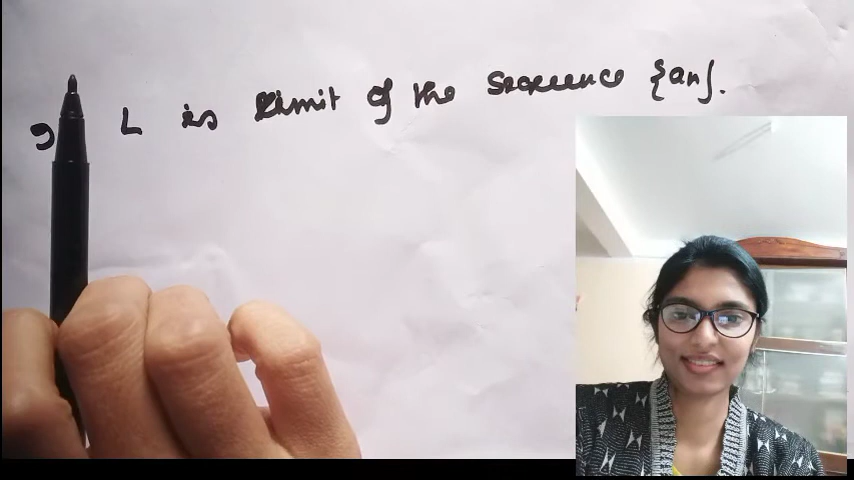 L is limit of the sequence {an}.